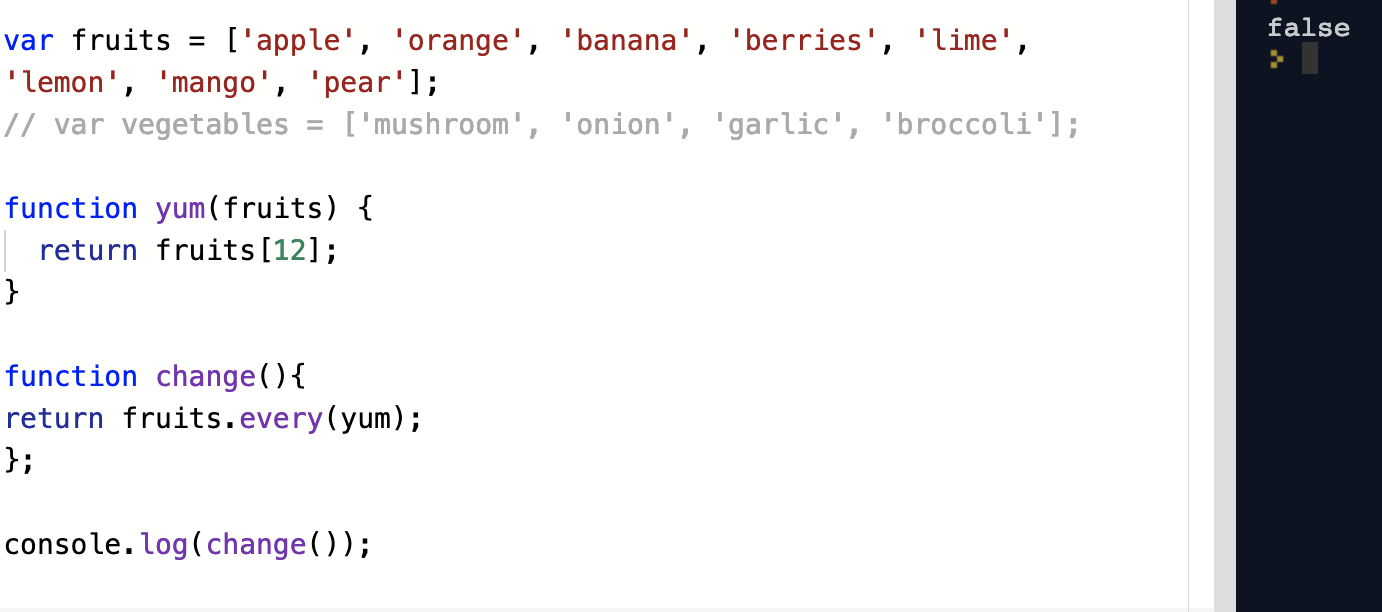 var fruits = ['apple', 'orange', 'banana', 'berries', 'lime',
'lemon', 'mango', 'pear'];
// var vegetables = ['mushroom', 'onion', 'garlic', 'broccoli'];
function yum(fruits) {
  return fruits[12];
}
function change(){
return fruits.every(yum);
};
console.log(change());
false